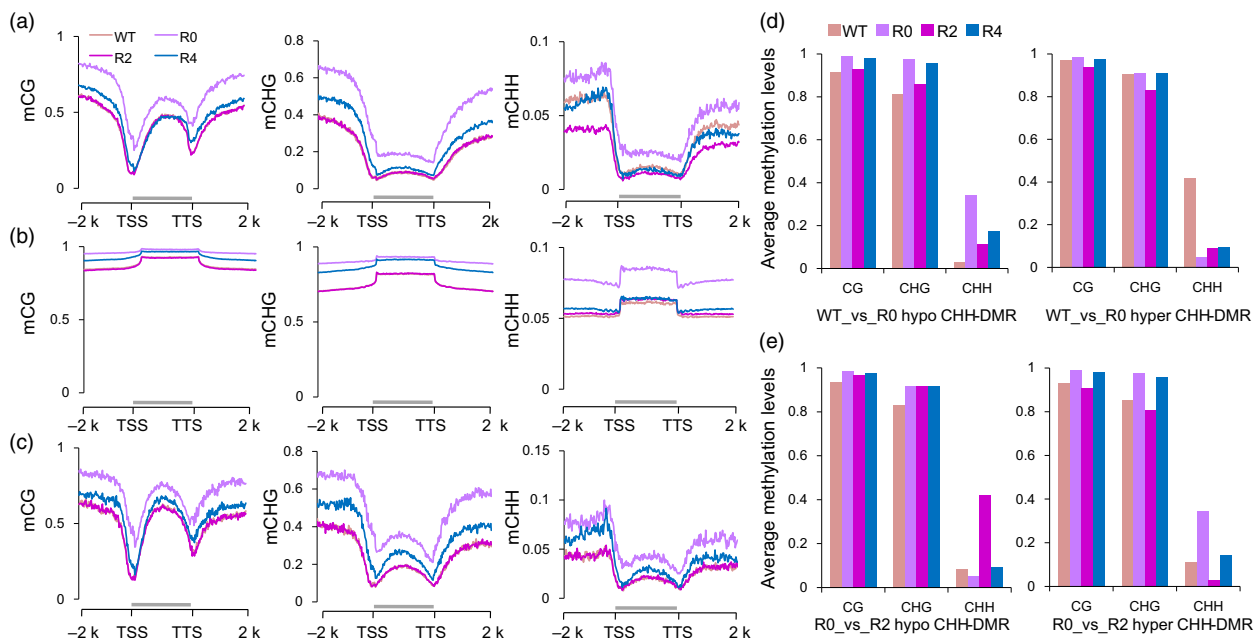 (a)
WT R0
R2 R4
mCG
1
0.5
0
–2 k TSS TTS 2 k
mCHG
0.8
0.6
0.4
0.2
0
–2 k TSS TTS 2 k
mCHH
0.1
0.05
0
–2 k TSS TTS 2 k
(b)
mCG
1
0.5
0
–2 k TSS TTS 2 k
mCHG
1
0.5
0
–2 k TSS TTS 2 k
mCHH
0.1
0.05
0
–2 k TSS TTS 2 k
(c)
mCG
1
0.5
0
–2 k TSS TTS 2 k
mCHG
0.8
0.6
0.4
0.2
0
–2 k TSS TTS 2 k
mCHH
0.15
0.1
0.05
0
–2 k TSS TTS 2 k
(d)
WT R0 R2 R4
Average methylation levels
1
0.8
0.6
0.4
0.2
0
CG CHG CHH
WT_vs_R0 hypo CHH-DMR
1
0.8
0.6
0.4
0.2
0
CG CHG CHH
WT_vs_R0 hyper CHH-DMR
(e)
Average methylation levels
1
0.8
0.6
0.4
0.2
0
CG CHG CHH
R0_vs_R2 hypo CHH-DMR
1
0.8
0.6
0.4
0.2
0
CG CHG CHH
R0_vs_R2 hyper CHH-DMR